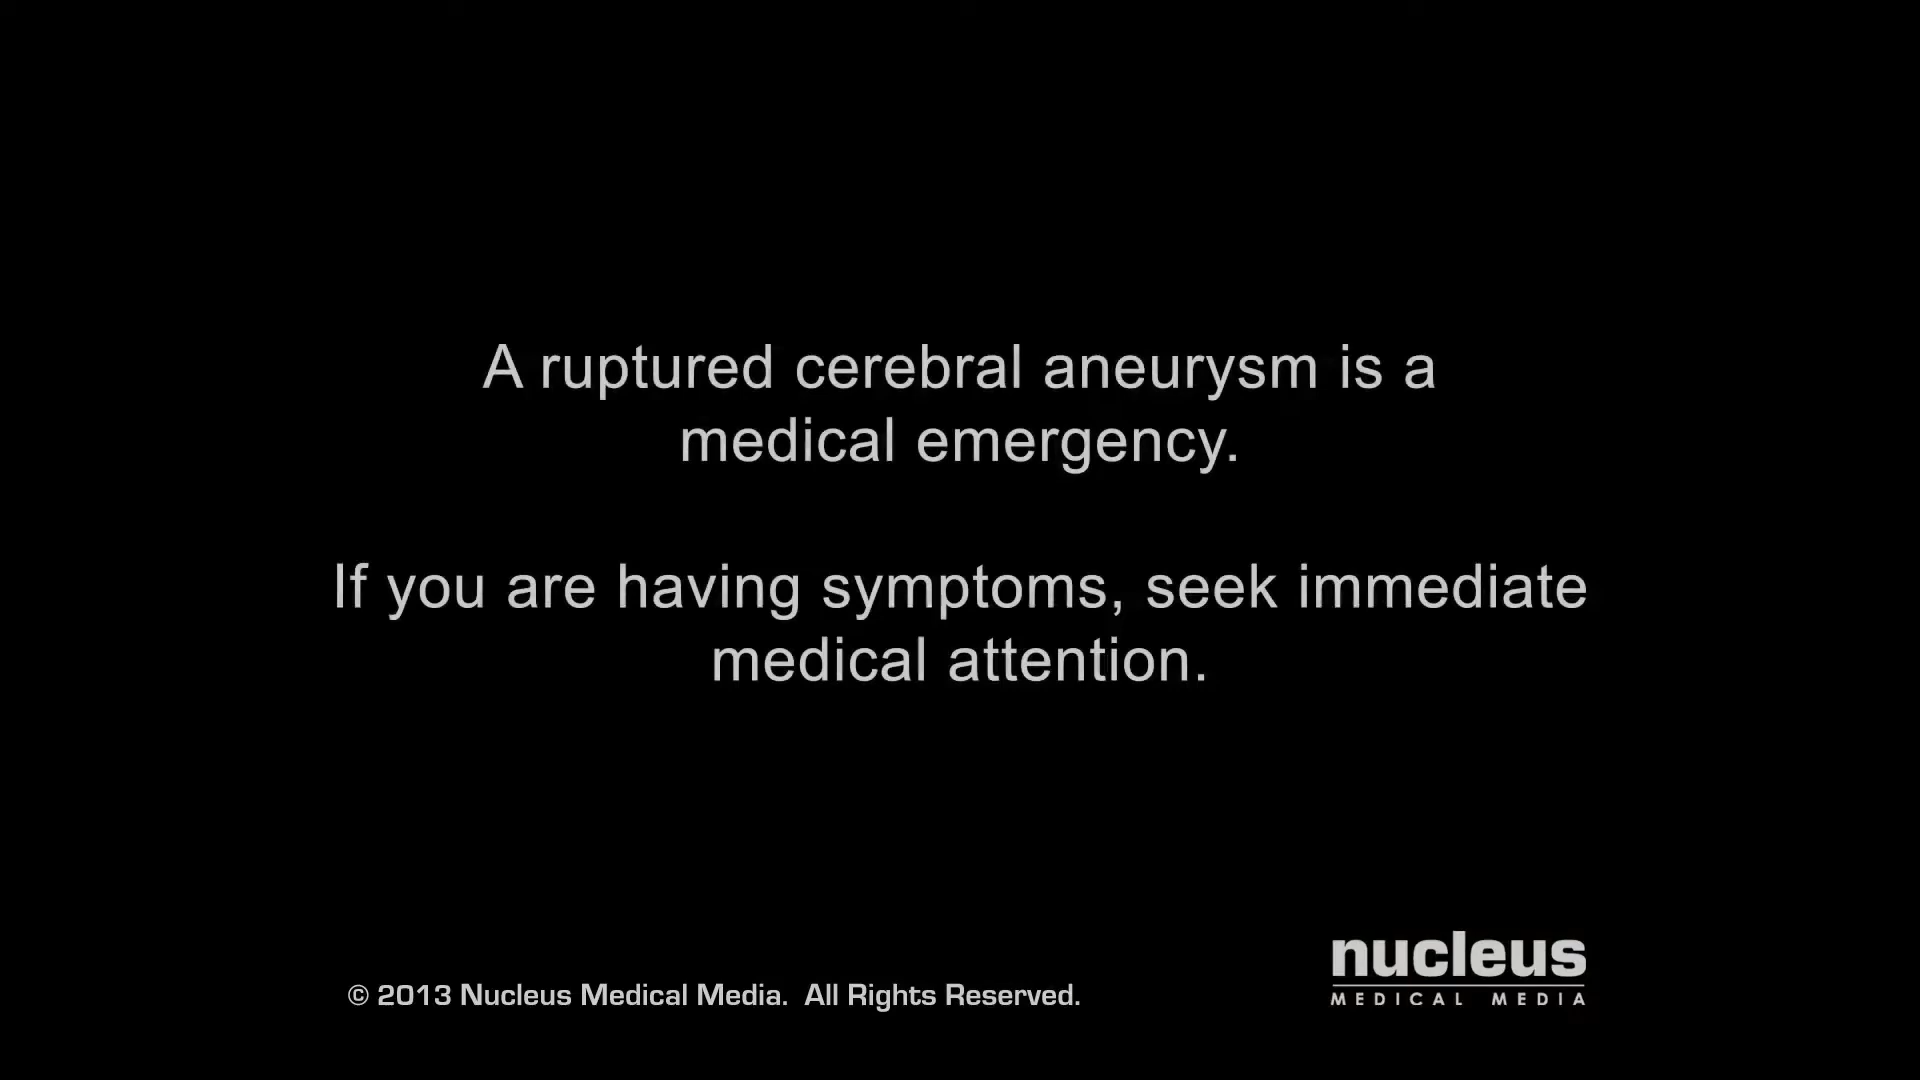 A ruptured cerebral aneurysm is a
medical emergency.
If you are having symptoms, seek immediate
medical attention.
© 2013 Nucleus Medical Media. All Rights Reserved.
nucleus
MEDICAL MEDIA